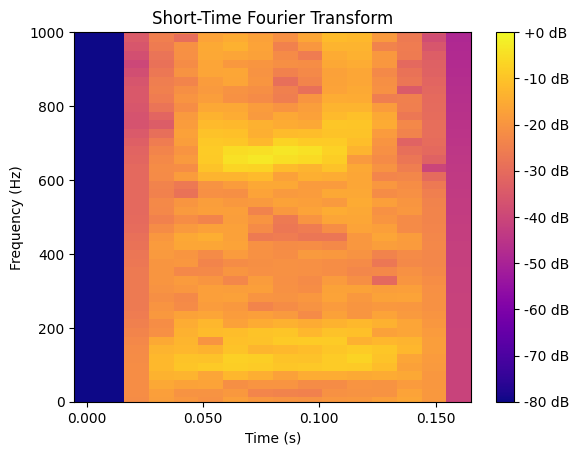 Short-Time Fourier Transform
1000
800
600
400
200
0
Frequency (Hz)
0.000
0.050
0.100
0.150
Time (s)
+0 dB
-10 dB
-20 dB
-30 dB
-40 dB
-50 dB
-60 dB
-70 dB
-80 dB